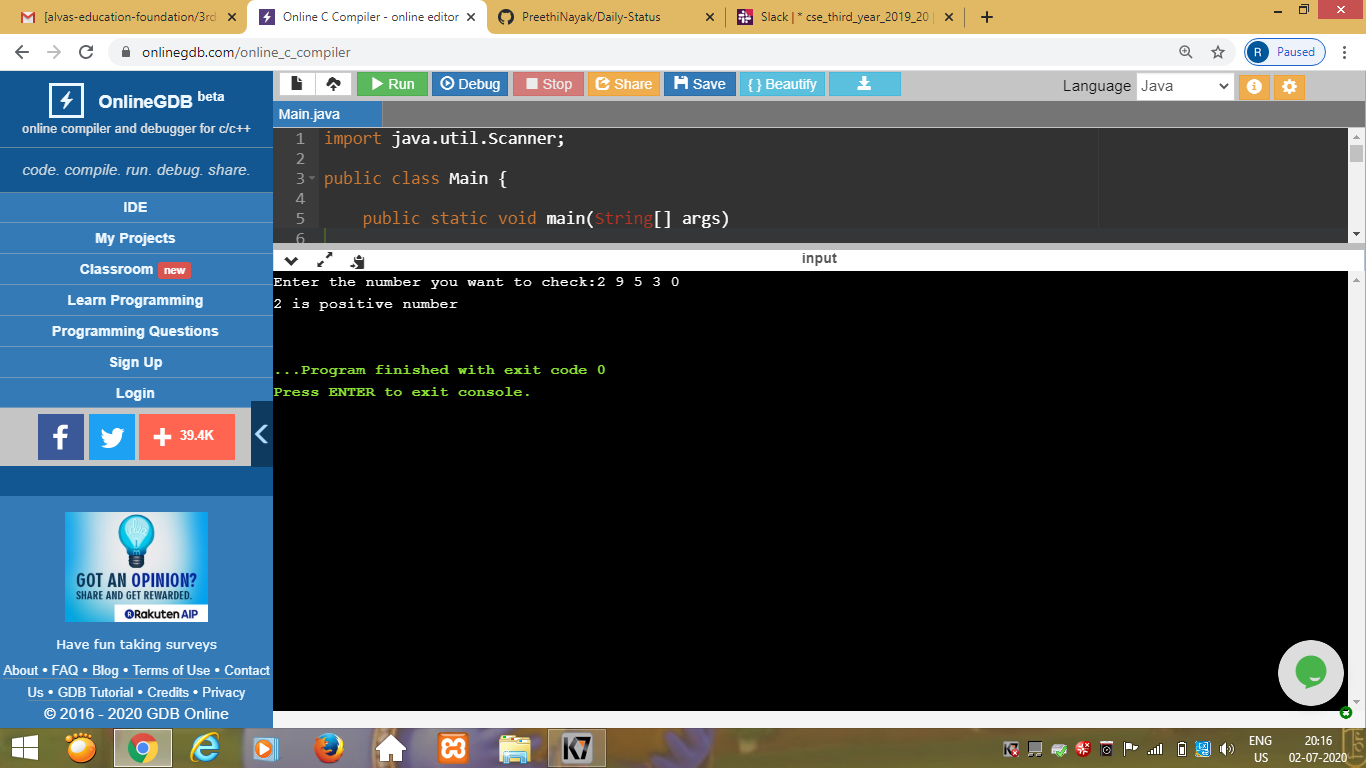 [alvas-education-foundation/3rd
Online C Compiler - online editor
PreethiNayak/Daily-Status
Slack | * cse_third_year_2019_20 |
onlinegdb.com/online_c_compiler
R Paused
OnlineGDB beta
online compiler and debugger for c/c++
code. compile. run. debug. share.
IDE
My Projects
Classroom new
Learn Programming
Programming Questions
Sign Up
Login
f
39.4K
GOT AN OPINION?
SHARE AND GET REWARDED.
Rakuten AIP
Have fun taking surveys
About • FAQ • Blog • Terms of Use • Contact
Us • GDB Tutorial • Credits • Privacy
© 2016 - 2020 GDB Online
Run
Debug
Stop
Share
Save
{ } Beautify
Language Java
Main.java
1 import java.util.Scanner;
2
3 public class Main {
4
5 public static void main(String[] args)
6
input
Enter the number you want to check:2 9 5 3 0
2 is positive number
...Program finished with exit code 0
Press ENTER to exit console.
K7
ENG
US
20:16
02-07-2020